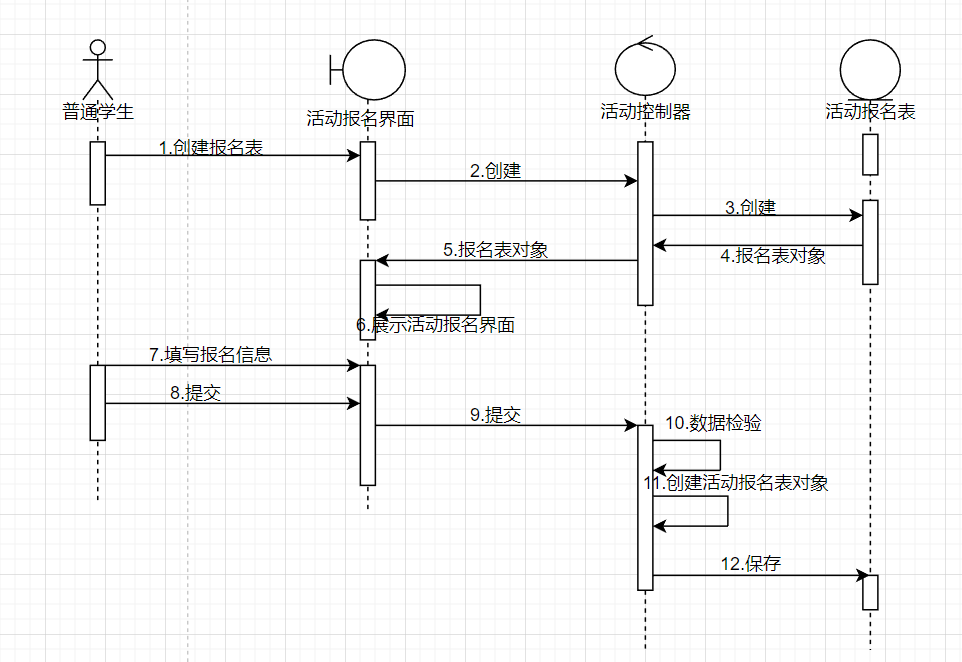 普通学生
活动报名界面
活动控制器
活动报名表
1.创建报名表
2.创建
3.创建
4.报名表对象
5.报名表对象
6.展示活动报名界面
7.填写报名信息
8.提交
9.提交
10.数据检验
11.创建活动报名表对象
12.保存